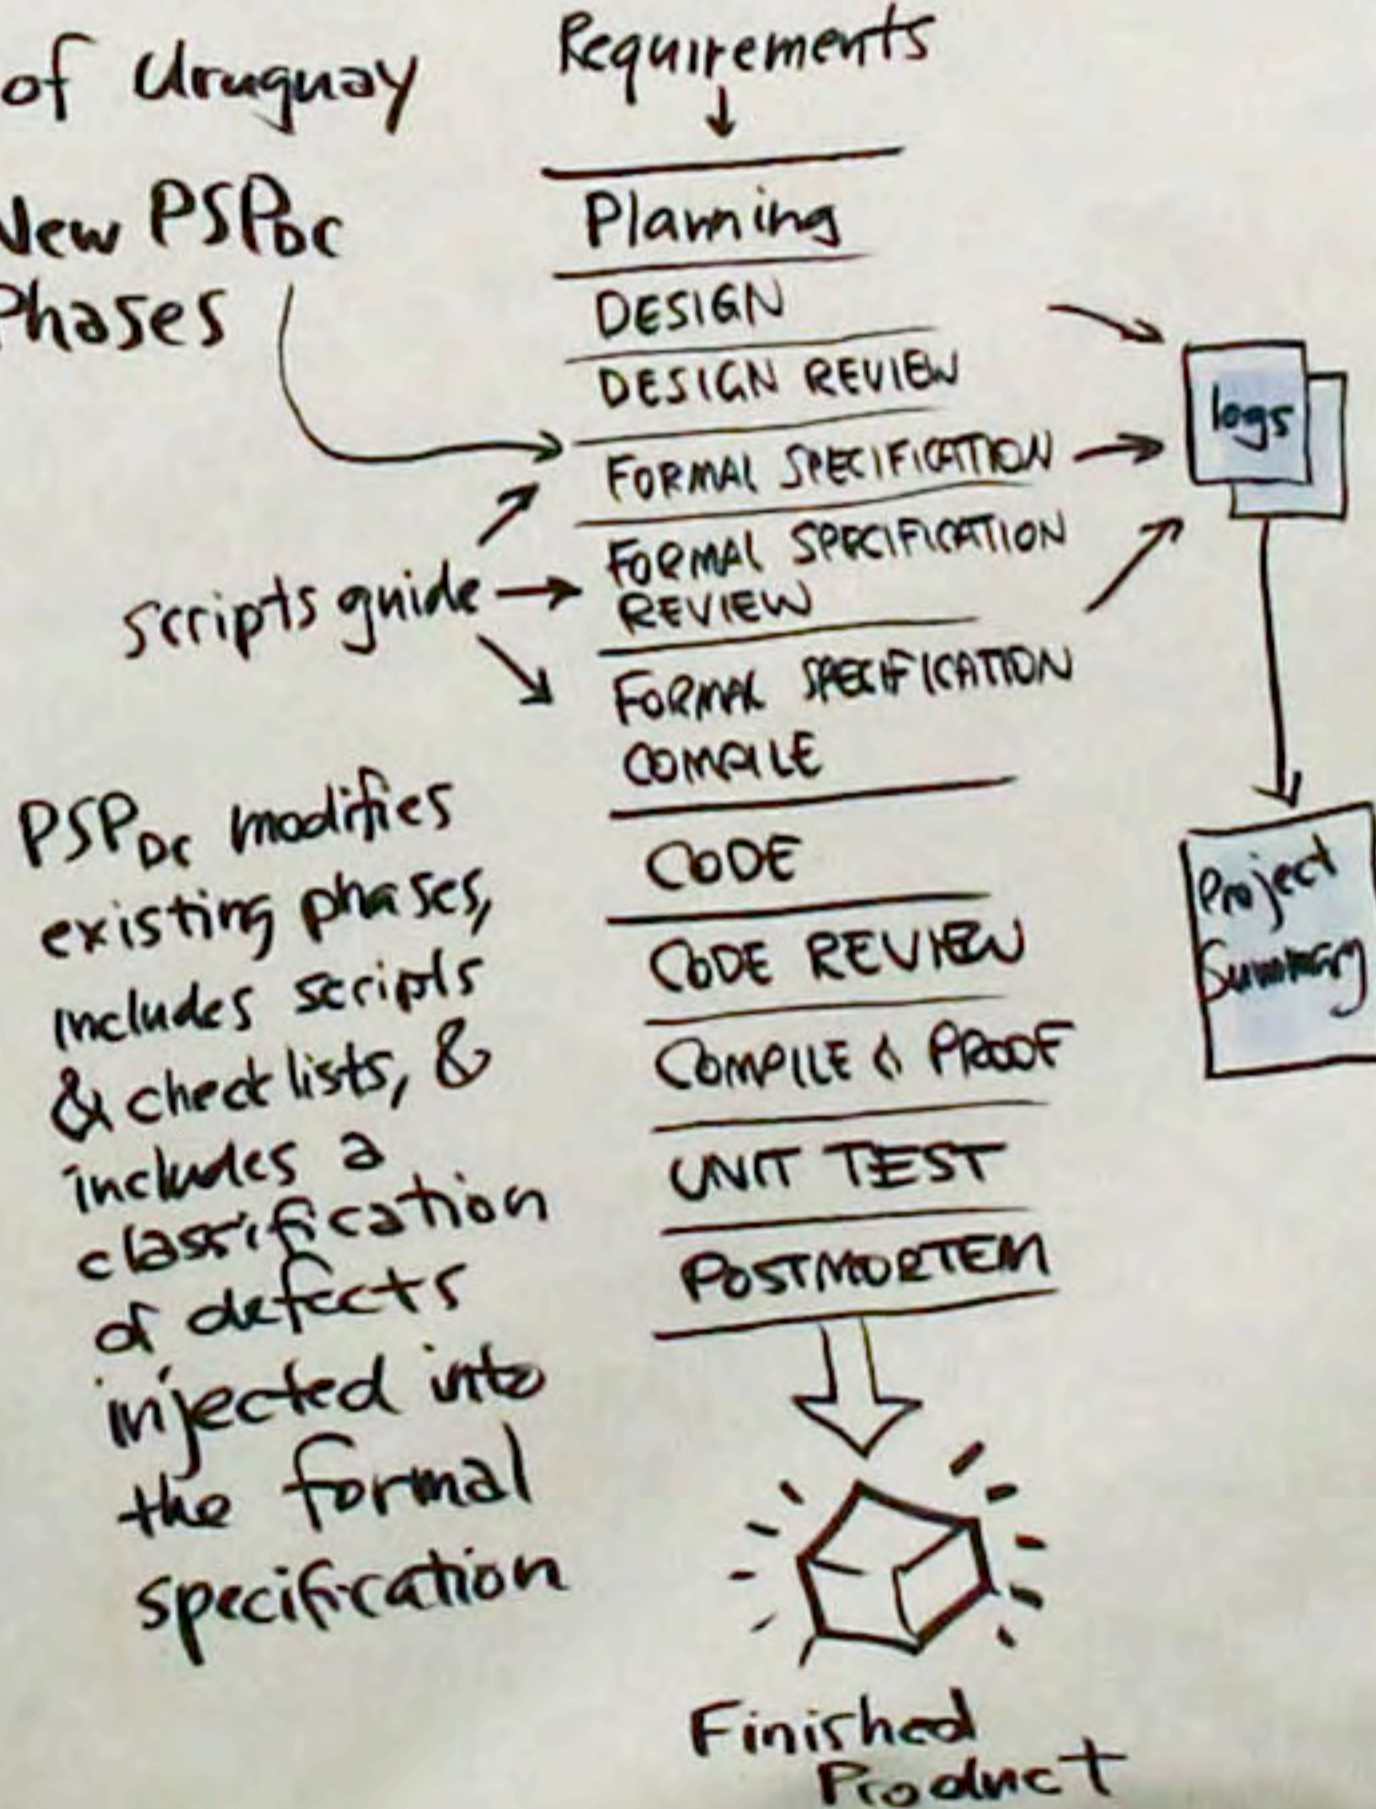 of Uruguay
New PSPDC
Phases
scripts guide
PSPDC modifies
existing phases,
includes scripts
& checklists, &
includes a
classification
of defects
injected into
the formal
specification
Requirements
Planning
DESIGN
DESIGN REVIEW
FORMAL SPECIFICATION
FORMAL SPECIFICATION
REVIEW
FORMAL SPECIFICATION
COMPILE
CODE
CODE REVIEW
COMPILE & PROOF
UNIT TEST
POSTMORTEM
Finished
Product
logs
Project
Summary